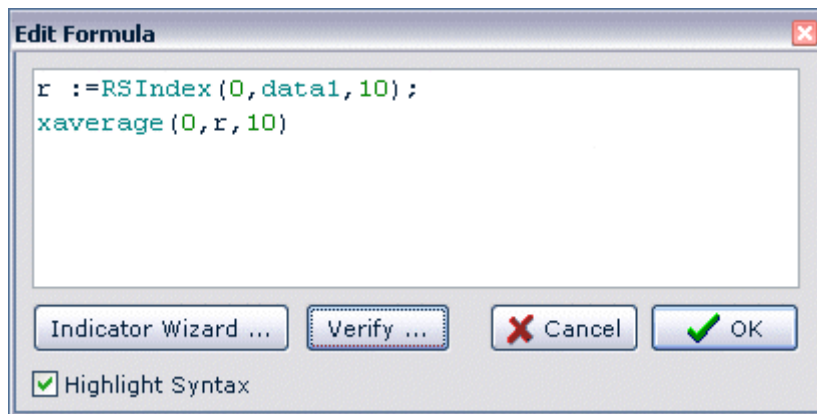 Edit Formula
r :=RSIndex(0,data1,10);
xaverage(0,r,10)
Indicator Wizard ... Verify ... Cancel OK
Highlight Syntax